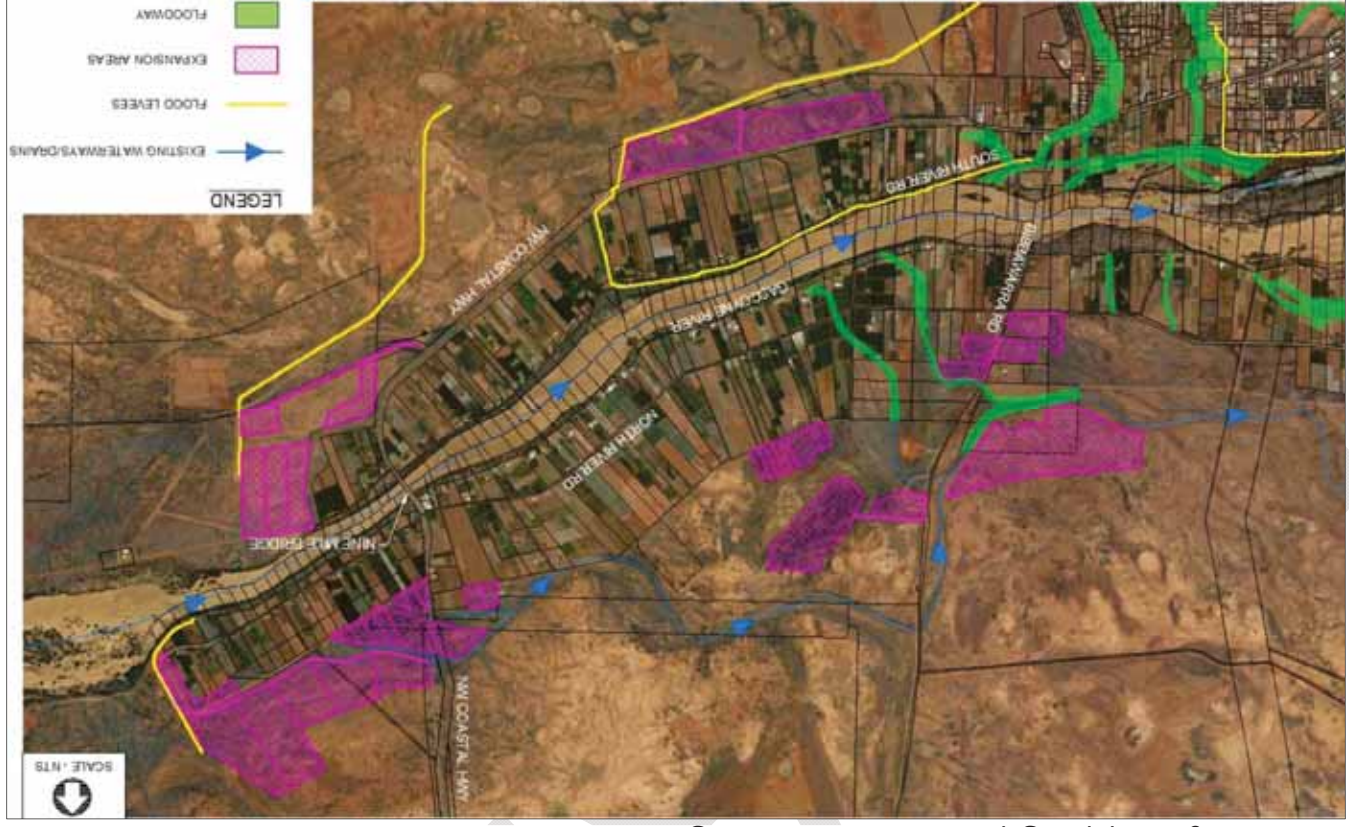 LEGEND
EXISTING WATERWAYS/DRAINS
FLOOD LEVEES
EXPANSION AREAS
FLOODWAY
SCALE - NTS
NW COASTAL HWY
NINE MILE BRIDGE
NORTH RIVER RD
NW COASTAL HWY
GASCOYNE RIVER
BIBBAWARRA RD
SOUTH RIVER RD